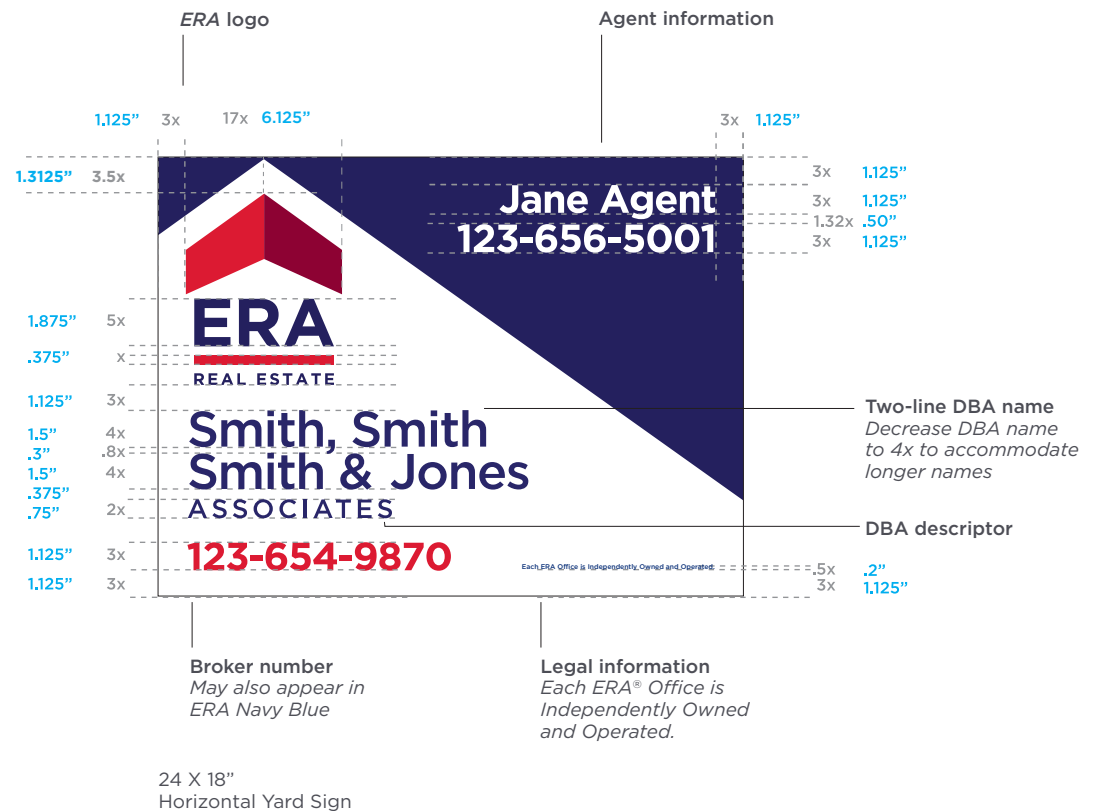 ERA logo
Agent information
1.125” 3x 17x 6.125” 3x 1.125”
1.3125” 3.5x
3x 1.125”
3x 1.125”
1.32x .50”
3x 1.125”
Jane Agent
123-656-5001
1.875” 5x
ERA
.375” x
REAL ESTATE
1.125” 3x
Smith, Smith
1.5” 4x
.3” .8x
Smith & Jones
1.5” 4x
.375”
ASSOCIATES
.75” 2x
Two-line DBA name
Decrease DBA name
to 4x to accommodate
longer names
DBA descriptor
1.125” 3x
123-654-9870
Each ERA Office is Independently Owned and Operated.
.5x .2”
1.125” 3x
3x 1.125”
Broker number
May also appear in
ERA Navy Blue
Legal information
Each ERA® Office is
Independently Owned
and Operated.
24 X 18”
Horizontal Yard Sign